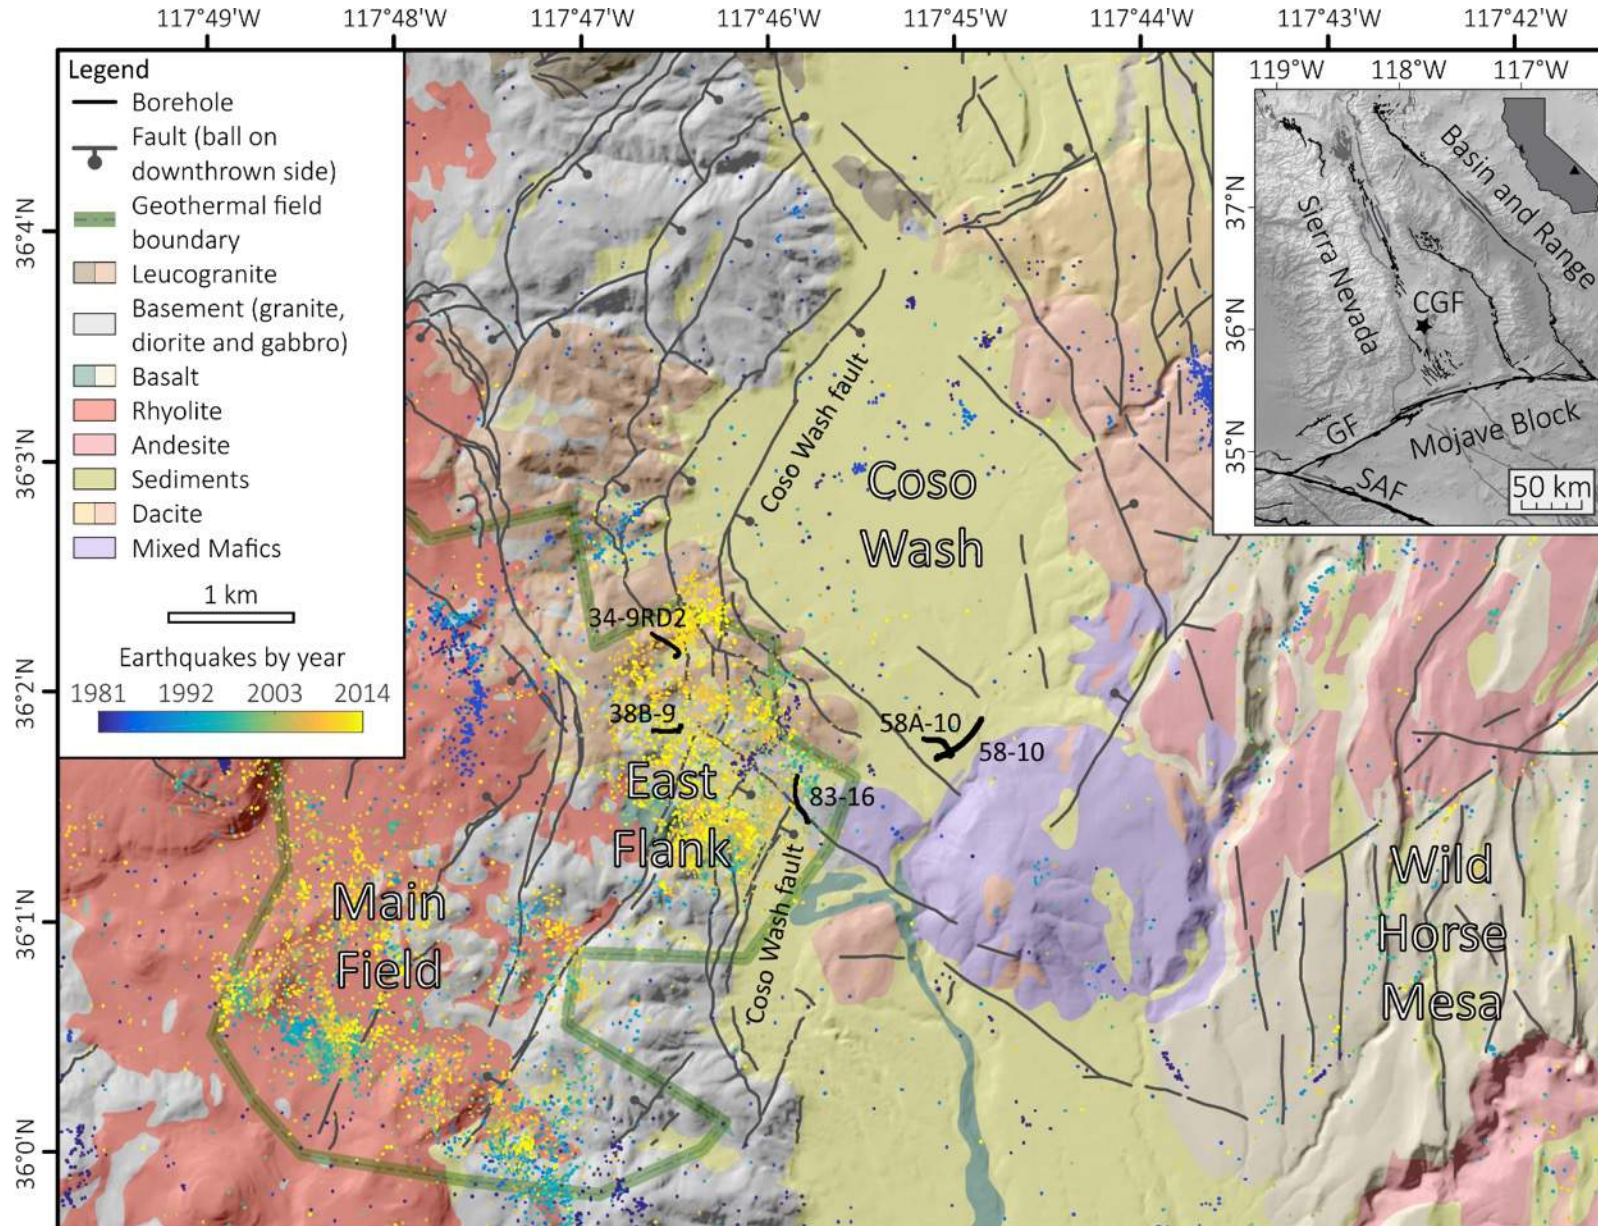 117°49'W
117°48'W
117°47'W
117°46'W
117°45'W
117°44'W
117°43'W
117°42'W
Legend
Borehole
Fault (ball on
downthrown side)
Geothermal field
boundary
Leucogranite
Basement (granite,
diorite and gabbro)
Basalt
Rhyolite
Andesite
Sediments
Dacite
Mixed Mafics
1 km
Earthquakes by year
1981
1992
2003
2014
36°4'N
36°3'N
36°2'N
36°1'N
36°0'N
119°W
118°W
117°W
37°N
36°N
35°N
Basin and Range
Sierra Nevada
CGF
GF
Mojave Block
SAF
50 km
Coso Wash fault
Coso
Wash
34-9RD2
38B-9
58A-10
58-10
East
Flank
83-16
Main
Field
Coso Wash fault
Wild
Horse
Mesa